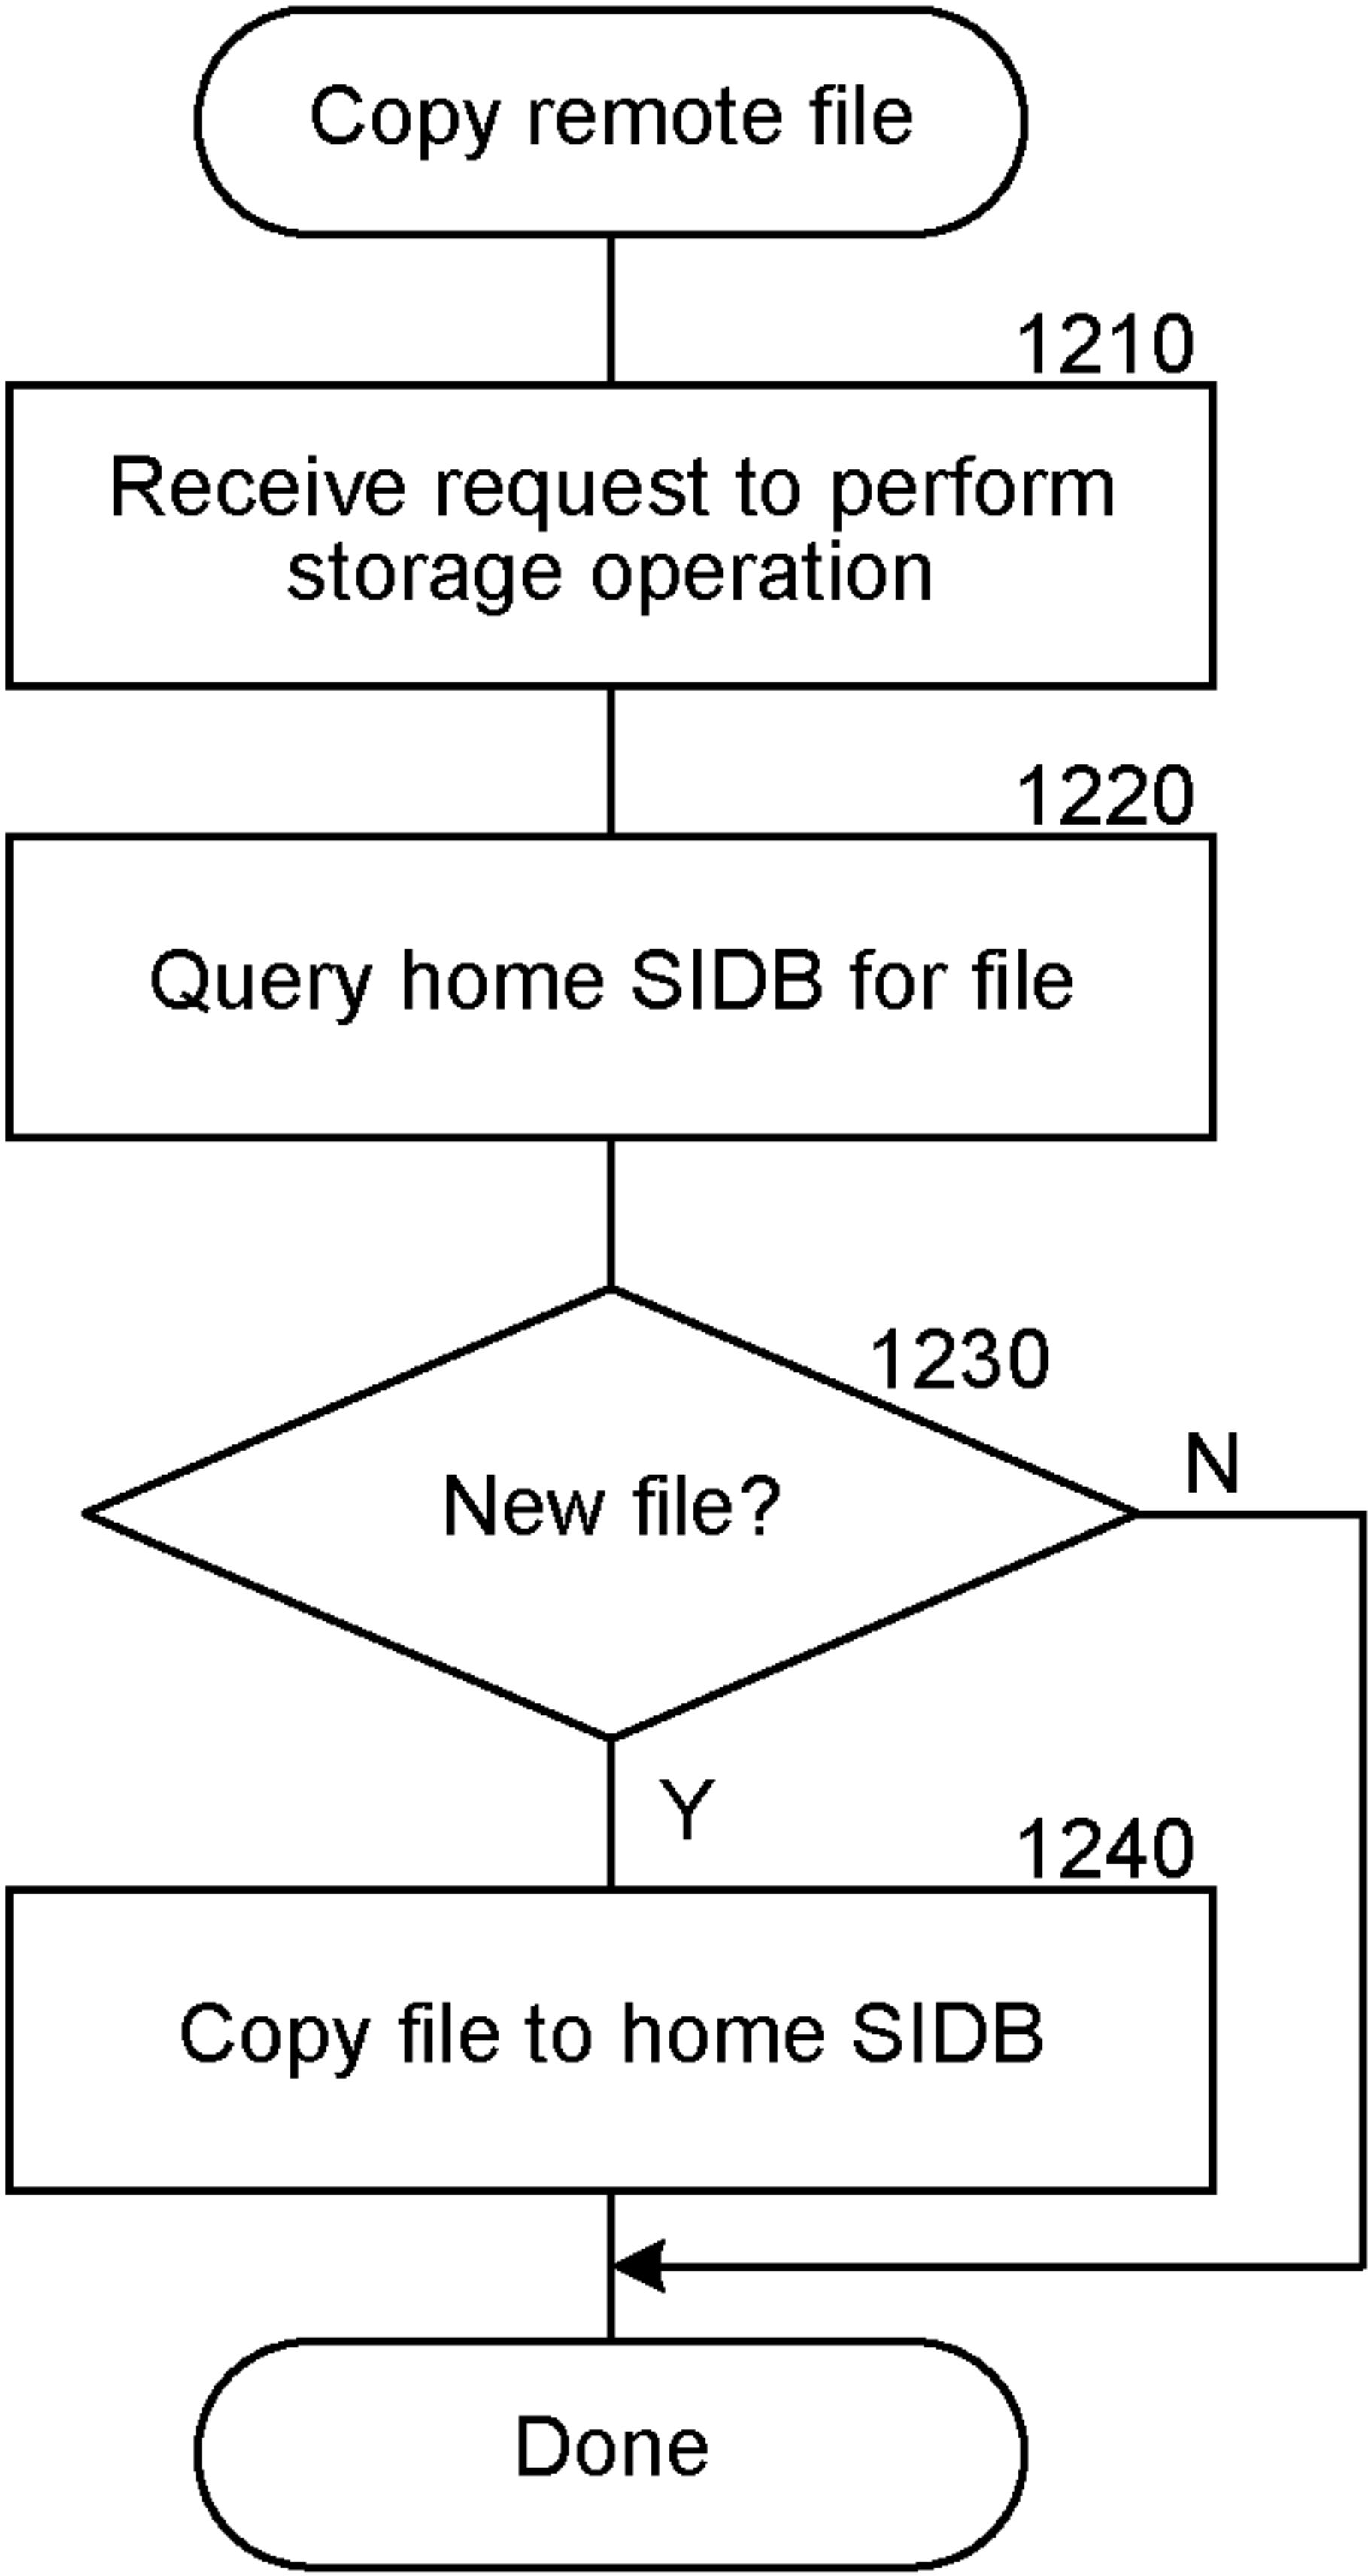 Copy remote file
1210
Receive request to perform
storage operation
1220
Query home SIDB for file
1230
New file?
N
Y
1240
Copy file to home SIDB
Done